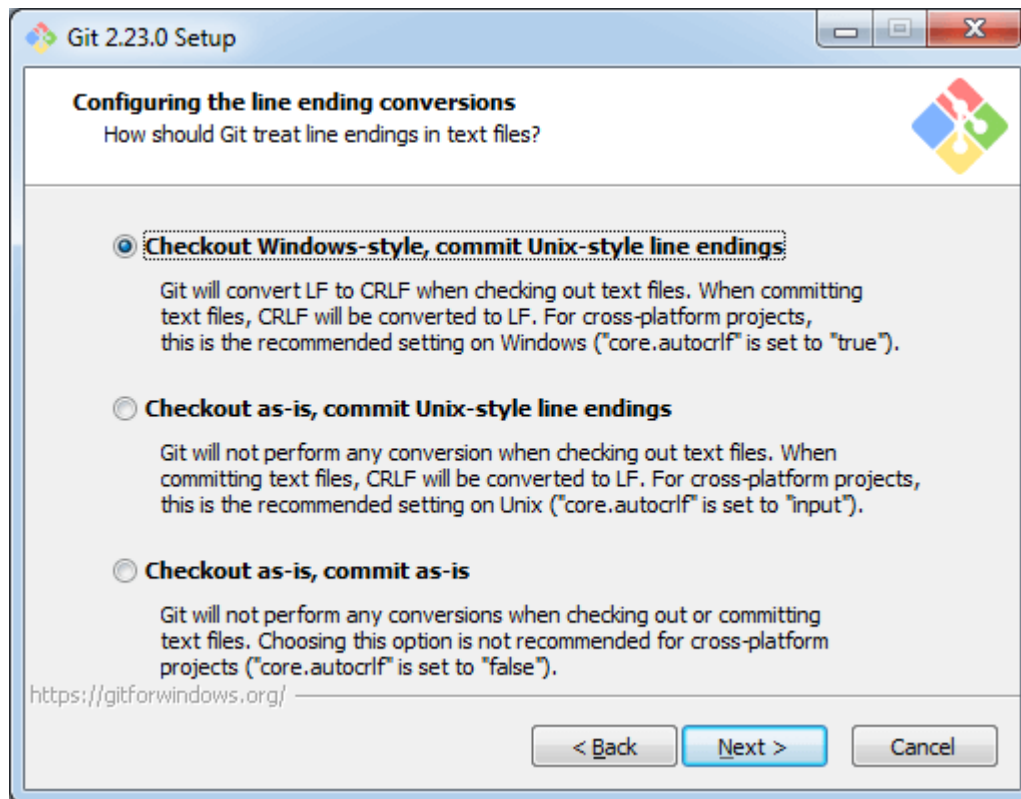 Git 2.23.0 Setup
Configuring the line ending conversions
How should Git treat line endings in text files?
Checkout Windows-style, commit Unix-style line endings
Git will convert LF to CRLF when checking out text files. When committing
text files, CRLF will be converted to LF. For cross-platform projects,
this is the recommended setting on Windows ("core.autocrlf" is set to "true").
Checkout as-is, commit Unix-style line endings
Git will not perform any conversion when checking out text files. When
committing text files, CRLF will be converted to LF. For cross-platform projects,
this is the recommended setting on Unix ("core.autocrlf" is set to "input").
Checkout as-is, commit as-is
Git will not perform any conversions when checking out or committing
text files. Choosing this option is not recommended for cross-platform
projects ("core.autocrlf" is set to "false").
https://gitforwindows.org/
< Back Next > Cancel